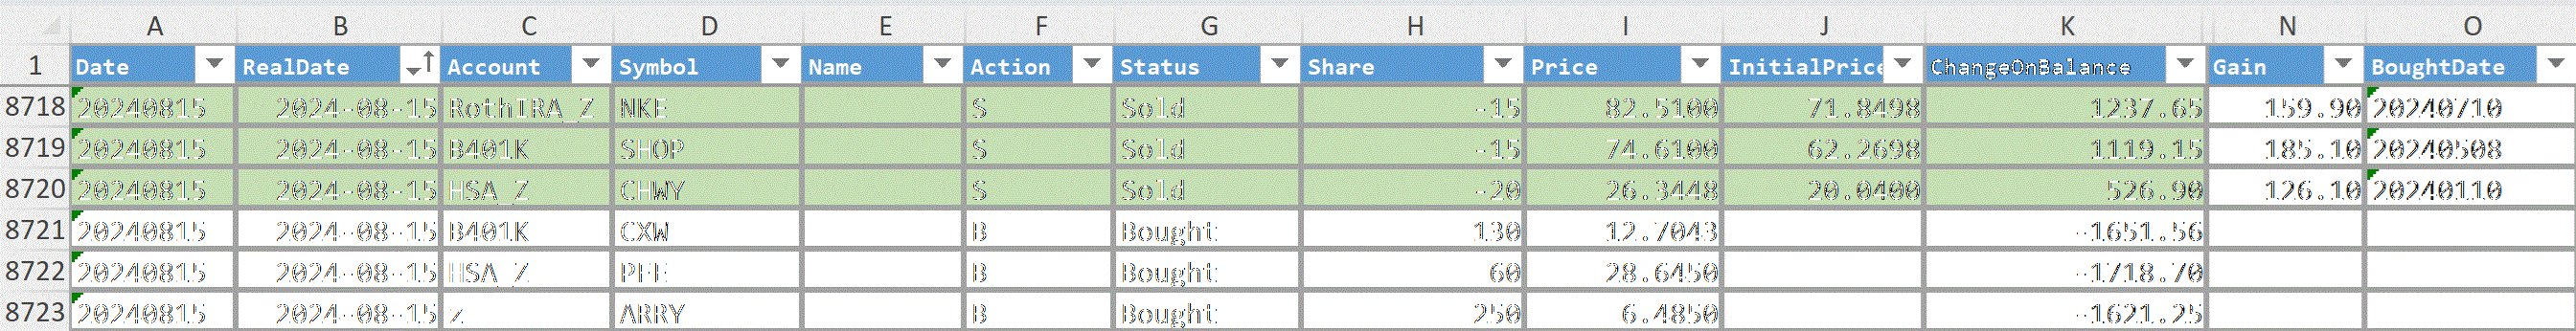 A B C D E F G H I J K N O
1 Date RealDate Account Symbol Name Action Status Share Price InitialPrice ChangeOnBalance Gain BoughtDate
8718 20240815 2024-08-15 RothIRA_Z NKE S Sold -15 82.5100 71.8498 1237.65 159.90 20240710
8719 20240815 2024-08-15 B401K SHOP S Sold -15 74.6100 62.2698 1119.15 185.10 20240508
8720 20240815 2024-08-15 HSA_Z CHWY S Sold -20 26.3448 20.0400 526.90 126.10 20240110
8721 20240815 2024-08-15 B401K CXW B Bought 130 12.7043 -1651.56
8722 20240815 2024-08-15 HSA_Z PFE B Bought 60 28.6450 -1718.70
8723 20240815 2024-08-15 z ARRY B Bought 250 6.4850 -1621.25